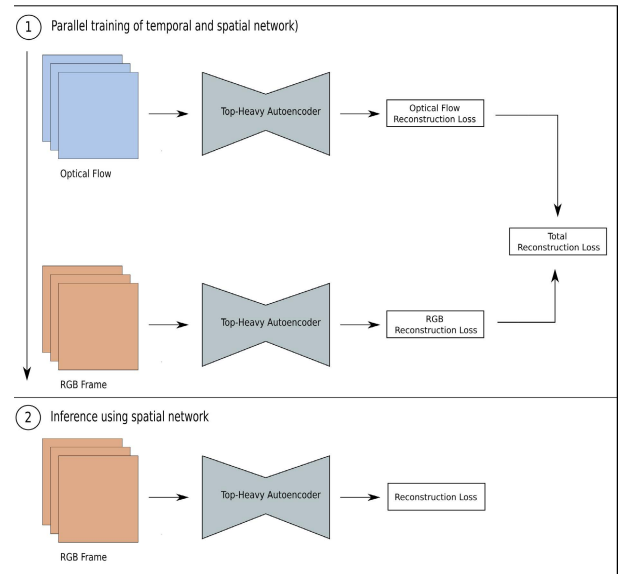 1 Parallel training of temporal and spatial network)
Optical Flow
Top-Heavy Autoencoder
Optical Flow
Reconstruction Loss
Total
Reconstruction Loss
RGB Frame
Top-Heavy Autoencoder
RGB
Reconstruction Loss
2 Inference using spatial network
RGB Frame
Top-Heavy Autoencoder
Reconstruction Loss